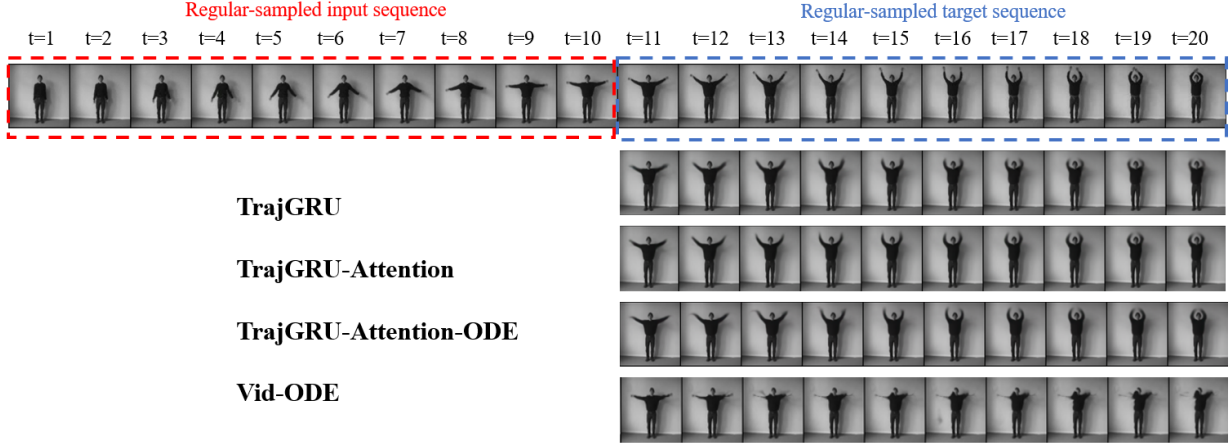 Regular-sampled input sequence
Regular-sampled target sequence
t=1 t=2 t=3 t=4 t=5 t=6 t=7 t=8 t=9 t=10 t=11 t=12 t=13 t=14 t=15 t=16 t=17 t=18 t=19 t=20
TrajGRU
TrajGRU-Attention
TrajGRU-Attention-ODE
Vid-ODE